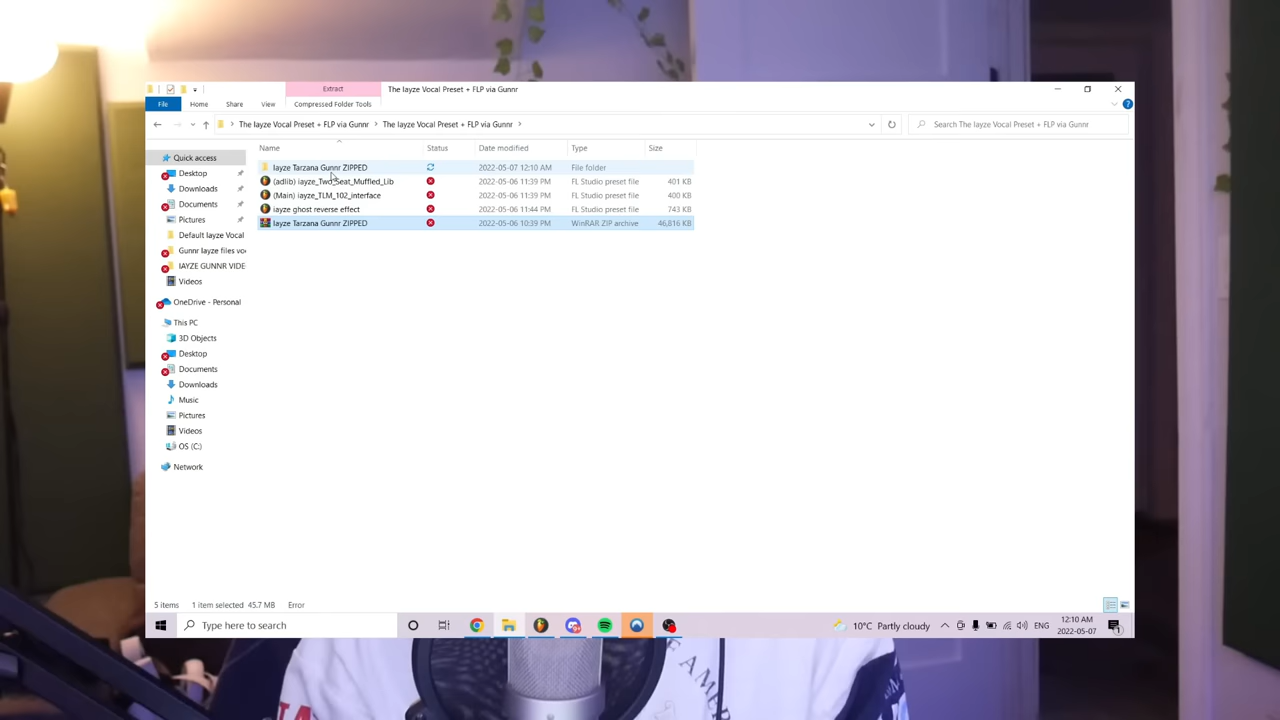 Extract
The Iayze Vocal Preset + FLP via Gunnr
File
Home
Share
View
Compressed Folder Tools
The Iayze Vocal Preset + FLP via Gunnr
The Iayze Vocal Preset + FLP via Gunnr
Search The Iayze Vocal Preset + FLP via Gunnr
Name
Date modified
Type
Size
Status
Quick access
Desktop
Downloads
Documents
Pictures
Default Iayze Vocal
Gunnr Iayze files vo
IAYZE GUNNR VIDE
Videos
OneDrive - Personal
This PC
3D Objects
Desktop
Documents
Downloads
Music
Pictures
Videos
OS (C:)
Network
Iayze Tarzana Gunnr ZIPPED 2022-05-07 12:10 AM File folder
(adlib) iayze_Two_Seat_Muffled_Lib 2022-05-06 11:39 PM FL Studio preset file 401 KB
(Main) iayze_TLM_102_interface 2022-05-06 11:39 PM FL Studio preset file 400 KB
iayze ghost reverse effect 2022-05-06 11:44 PM FL Studio preset file 743 KB
Iayze Tarzana Gunnr ZIPPED 2022-05-06 10:39 PM WinRAR ZIP archive 46,816 KB
5 items 1 item selected 45.7 MB Error
Type here to search
10°C Partly cloudy
ENG
12:10 AM
2022-05-07
1
AME